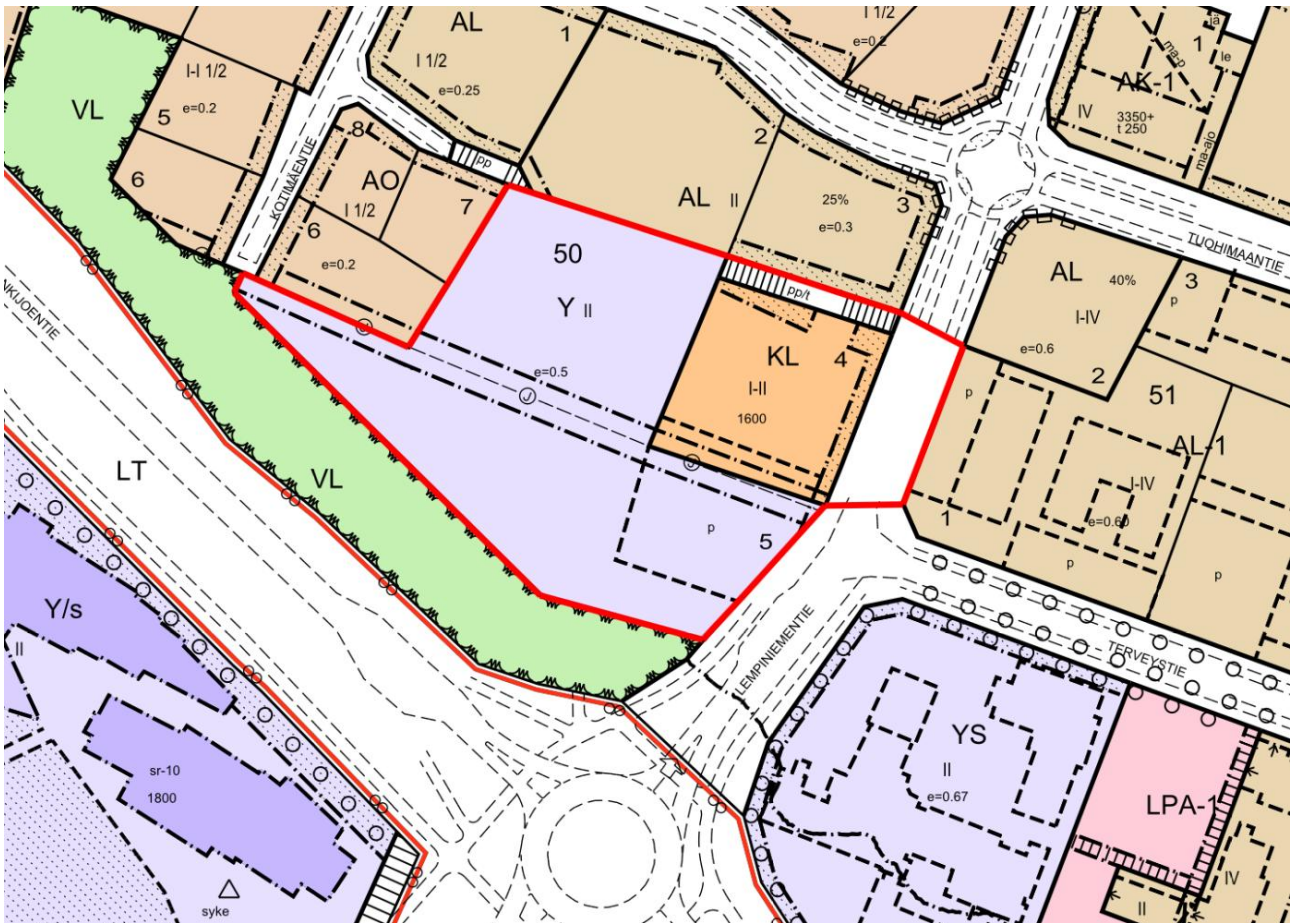 AL
1
I 1/2
e=0.25
I-I 1/2
e=0.2
5
VL
6
KOTIMÄENTIE
8
AO
I 1/2
7
6
e=0.2
pp
2
AL II
25%
e=0.3
3
I 1/2
e=0.2
jä
le
ma-p
1
AK-1
IV
3350+
t 250
ma-ajo
TUOHIMAANTIE
50
Y II
e=0.5
J
J
J
pp/t
KL
4
I-II
1600
AL
40%
I-IV
e=0.6
2
3
p
51
AL-1
I-IV
e=0.60
p
1
p
p
p
5
NKIJOENTIE
LT
VL
Y/s
II
sr-10
1800
syke
LEMPINIEMENTIE
TERVEYSTIE
YS
II
e=0.67
LPA-1
IV
II